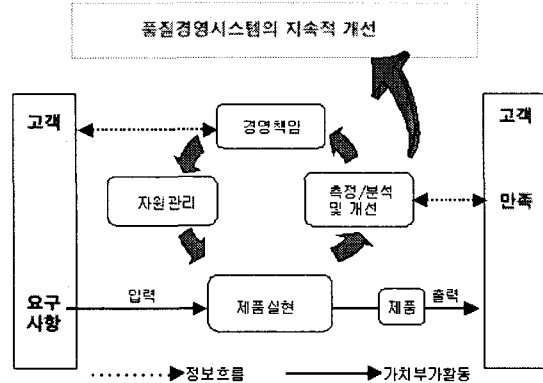 품질경영시스템의 지속적 개선
고객
고객
경영책임
자원관리
측정/분석
및 개선
만족
요구
사항
입력
제품실현
제품
출력
정보흐름
가치부가활동